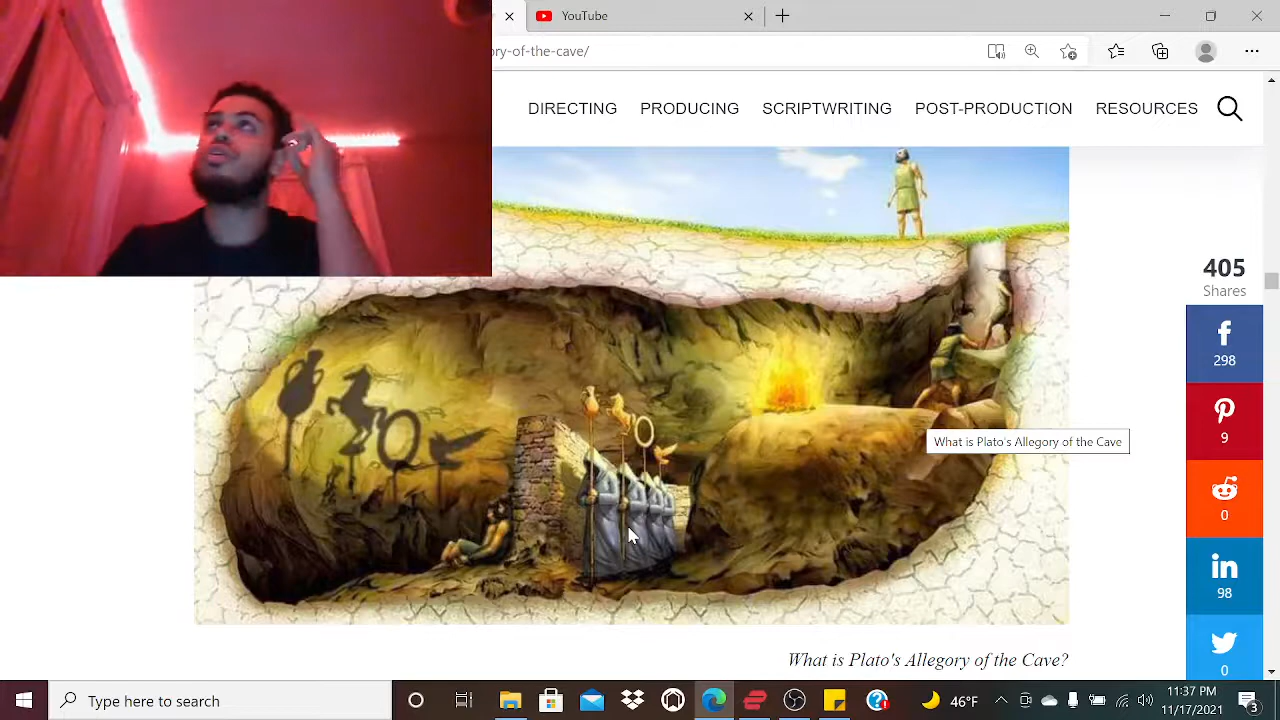 YouTube
ory-of-the-cave/
DIRECTING PRODUCING SCRIPTWRITING POST-PRODUCTION RESOURCES
405
Shares
298
9
0
98
0
What is Plato's Allegory of the Cave
What is Plato's Allegory of the Cave?
Type here to search
46°F
11:21 PM
11/17/2021